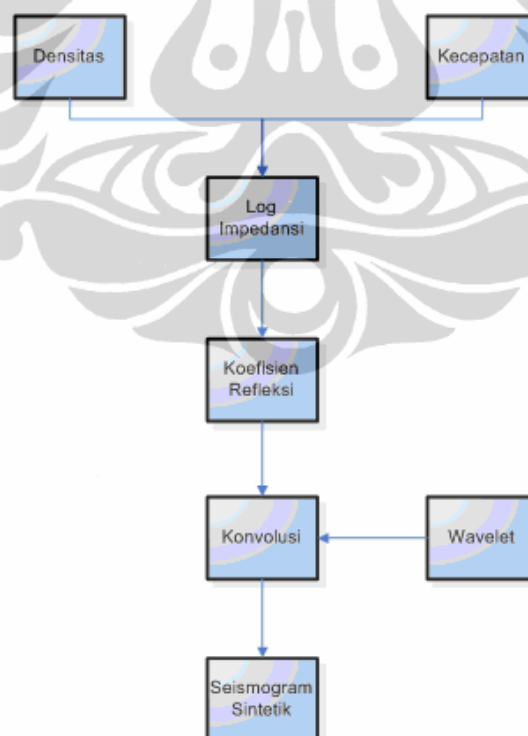 Densitas
Kecepatan
Log
Impedansi
Koefisien
Refleksi
Konvolusi
Wavelet
Seismogram
Sintetik